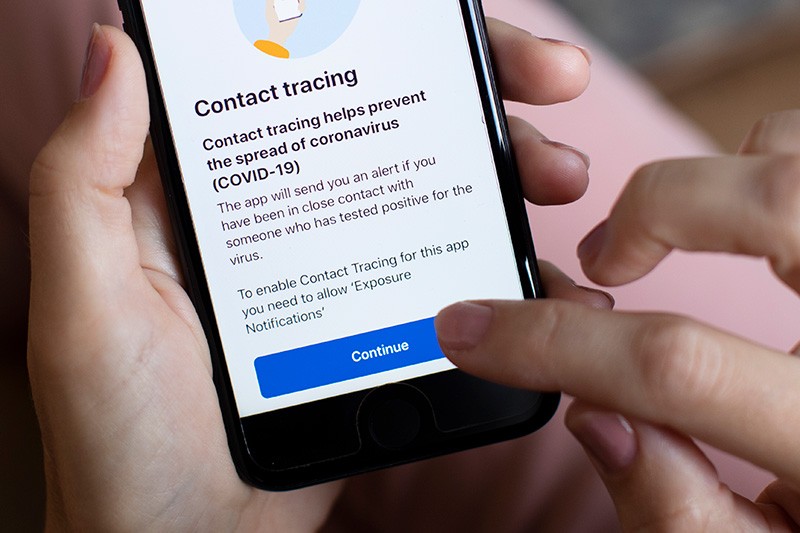 Contact tracing
Contact tracing helps prevent
the spread of coronavirus
(COVID-19)
The app will send you an alert if you
have been in close contact with
someone who has tested positive for the
virus.
To enable Contact Tracing for this app
you need to allow ‘Exposure
Notifications’
Continue